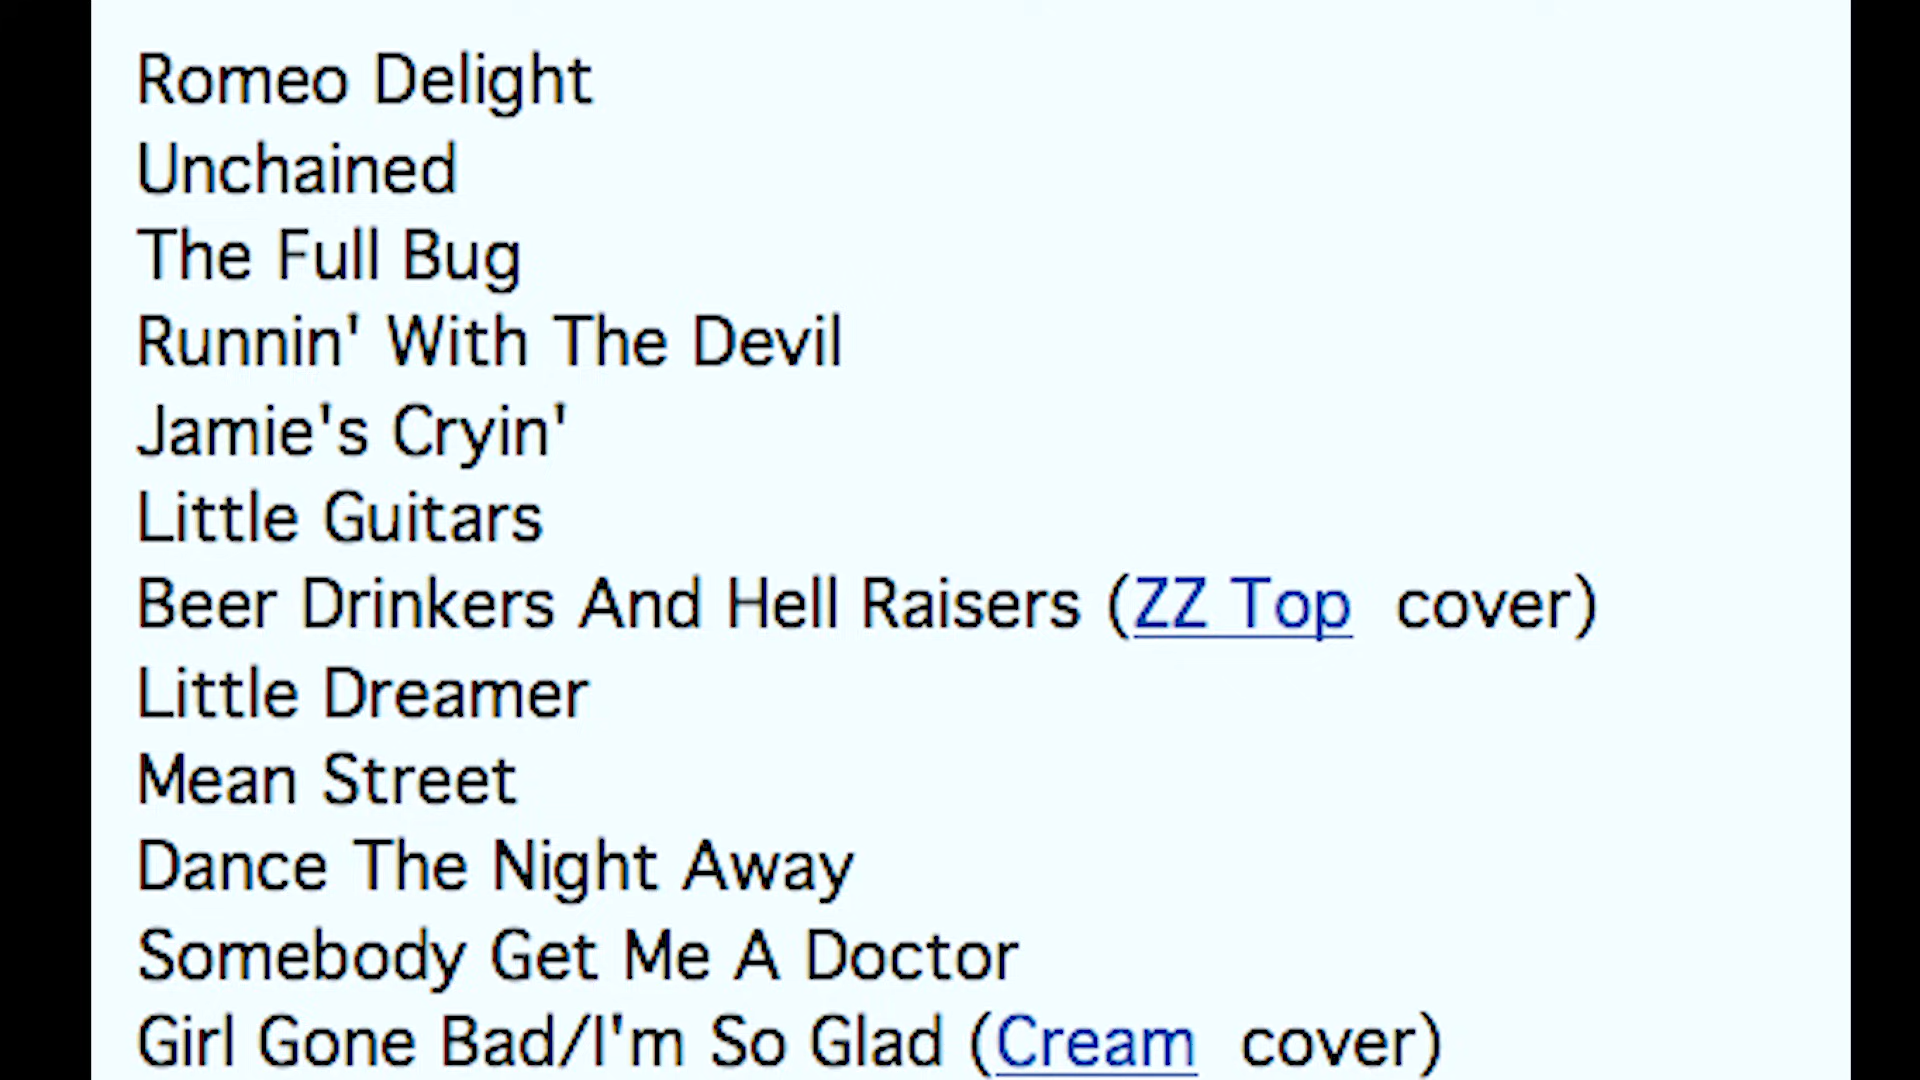 Romeo Delight
Unchained
The Full Bug
Runnin' With The Devil
Jamie's Cryin'
Little Guitars
Beer Drinkers And Hell Raisers (ZZ Top cover)
Little Dreamer
Mean Street
Dance The Night Away
Somebody Get Me A Doctor
Girl Gone Bad/I'm So Glad (Cream cover)